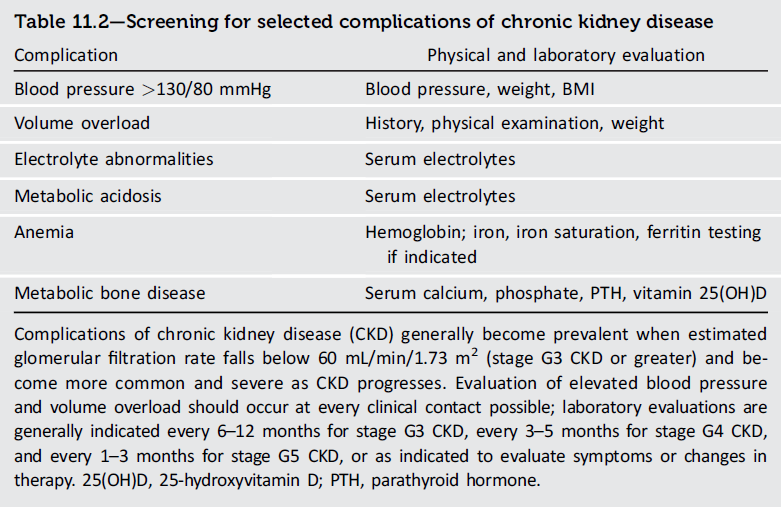 Table 11.2—Screening for selected complications of chronic kidney disease
Complication Physical and laboratory evaluation
Blood pressure >130/80 mmHg Blood pressure, weight, BMI
Volume overload History, physical examination, weight
Electrolyte abnormalities Serum electrolytes
Metabolic acidosis Serum electrolytes
Anemia Hemoglobin; iron, iron saturation, ferritin testing
if indicated
Metabolic bone disease Serum calcium, phosphate, PTH, vitamin 25(OH)D
Complications of chronic kidney disease (CKD) generally become prevalent when estimated
glomerular filtration rate falls below 60 mL/min/1.73 m² (stage G3 CKD or greater) and be-
come more common and severe as CKD progresses. Evaluation of elevated blood pressure
and volume overload should occur at every clinical contact possible; laboratory evaluations are
generally indicated every 6–12 months for stage G3 CKD, every 3–5 months for stage G4 CKD,
and every 1–3 months for stage G5 CKD, or as indicated to evaluate symptoms or changes in
therapy. 25(OH)D, 25-hydroxyvitamin D; PTH, parathyroid hormone.